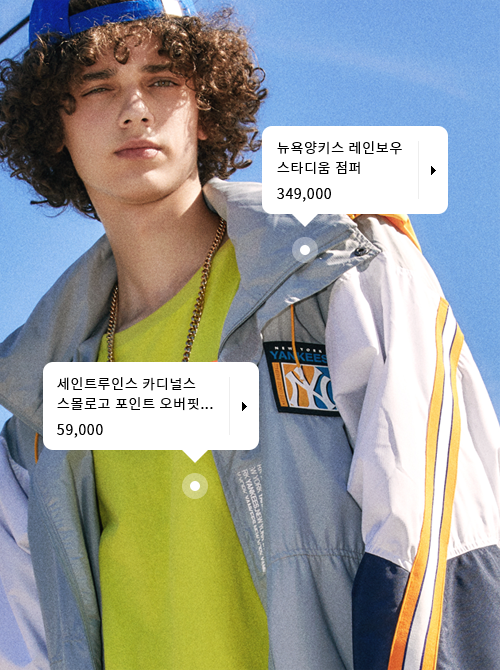 뉴욕양키스 레인보우
스타디움 점퍼
349,000
NEW YORK
YANKEES
NY
세인트루인스 카디널스
스몰로고 포인트 오버핏...
59,000